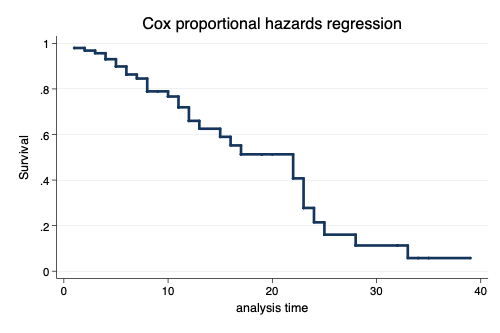 Cox proportional hazards regression
1
.8
.6
.4
.2
0
Survival
0 10 20 30 40
analysis time